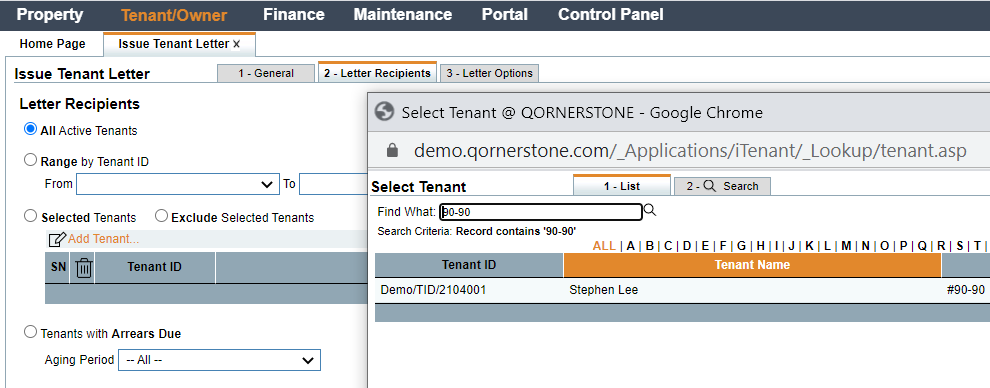 Property Tenant/Owner Finance Maintenance Portal Control Panel
Home Page Issue Tenant Letter x
Issue Tenant Letter 1 - General 2 - Letter Recipients 3 - Letter Options
Letter Recipients
All Active Tenants
Range by Tenant ID
From To
Selected Tenants Exclude Selected Tenants
Add Tenant...
SN Tenant ID
Tenants with Arrears Due
Aging Period -- All --
Select Tenant @ QORNERSTONE - Google Chrome
demo.qornerstone.com/_Applications/iTenant/_Lookup/tenant.asp
Select Tenant 1 - List 2 - Search
Find What: 90-90
Search Criteria: Record contains '90-90'
ALL | A | B | C | D | E | F | G | H | I | J | K | L | M | N | O | P | Q | R | S | T |
Tenant ID Tenant Name
Demo/TID/2104001 Stephen Lee #90-90